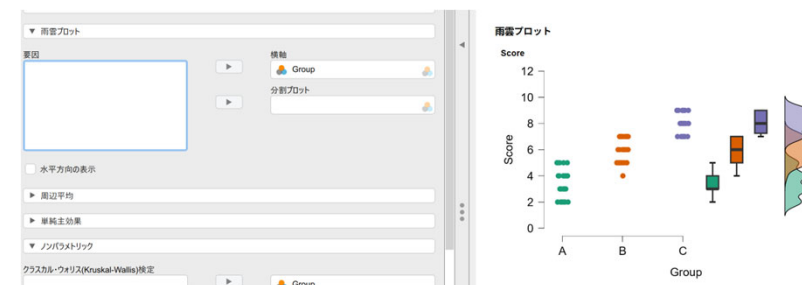 雨雲プロット
要因
横軸
Group
分割プロット
水平方向の表示
周辺平均
単純主効果
ノンパラメトリック
クラスカル・ウォリス(Kruskal-Wallis)検定
Group
雨雲プロット
Score
12
10
8
6
4
2
0
Score
A
B
C
Group